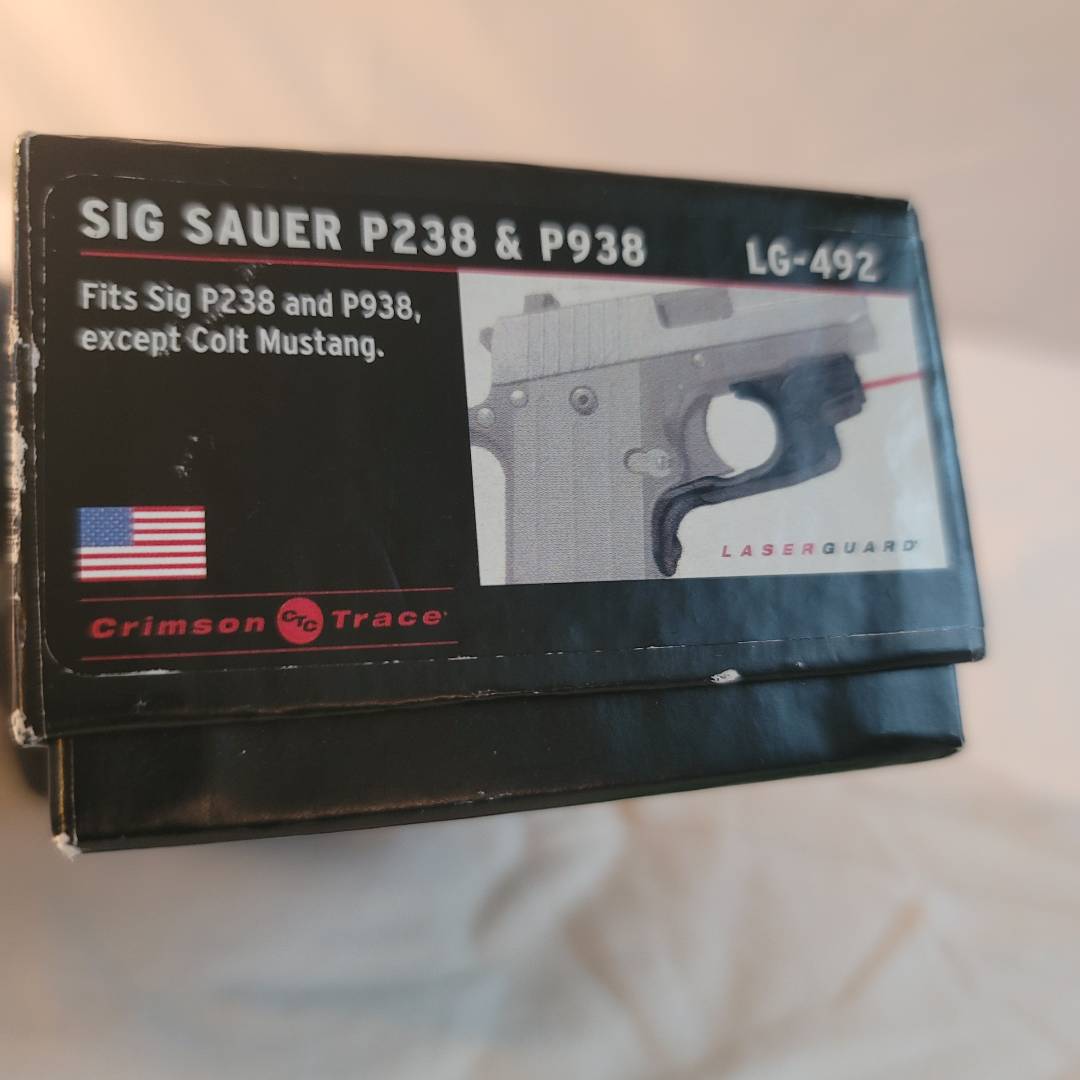 SIG SAUER P238 & P938 LG-492
Fits Sig P238 and P938,
except Colt Mustang.
LASERGUARD
Crimson CTC Trace